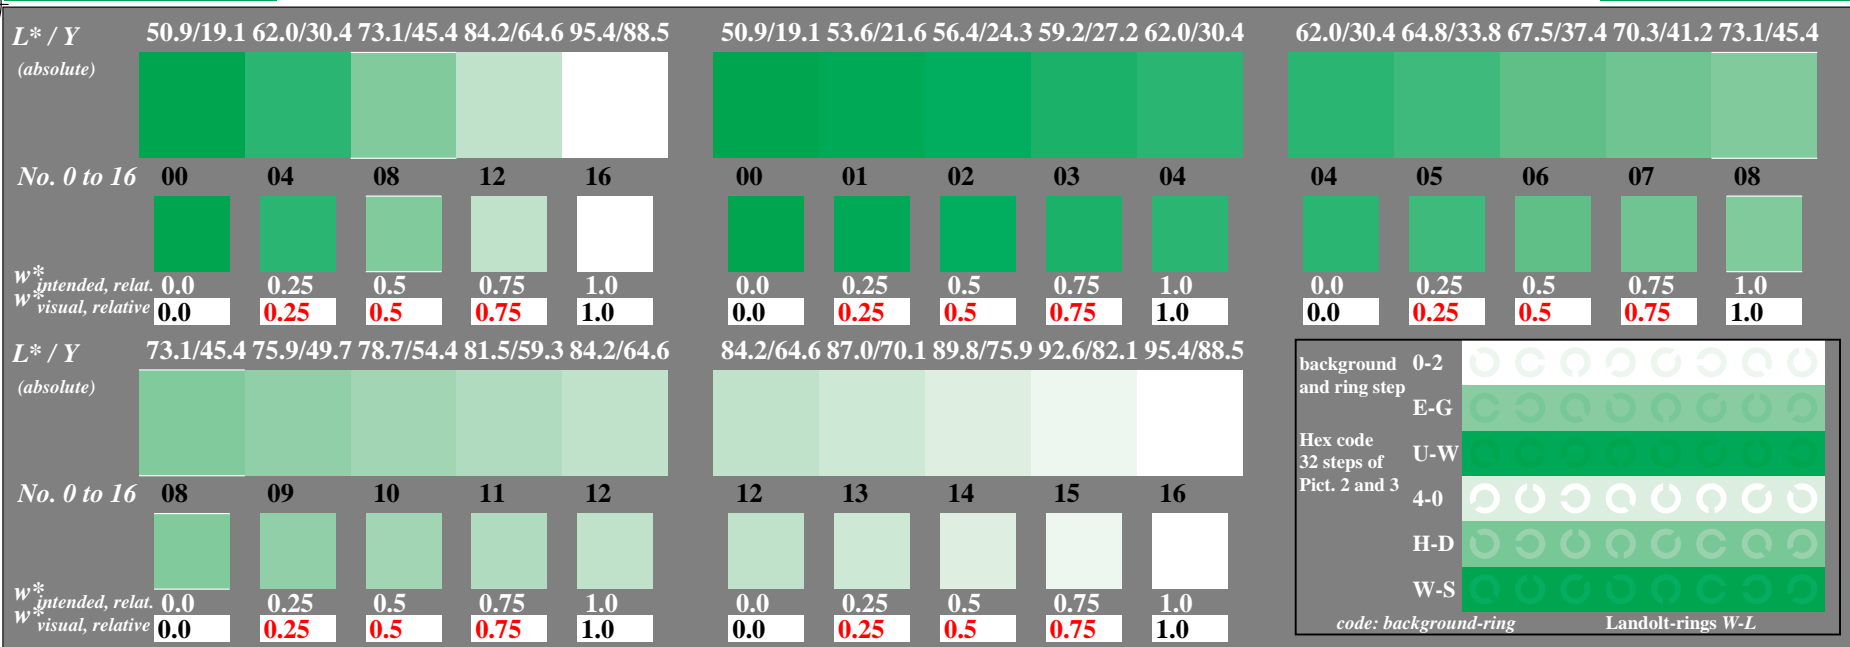 L* / Y 50.9/19.1 62.0/30.4 73.1/45.4 84.2/64.6 95.4/88.5 50.9/19.1 53.6/21.6 56.4/24.3 59.2/27.2 62.0/30.4 62.0/30.4 64.8/33.8 67.5/37.4 70.3/41.2 73.1/45.4
(absolute)
No. 0 to 16 00 04 08 12 16 00 01 02 03 04 04 05 06 07 08
w* intended, relat. 0.0 0.25 0.5 0.75 1.0 0.0 0.25 0.5 0.75 1.0 0.0 0.25 0.5 0.75 1.0
w* visual, relative 0.0 0.25 0.5 0.75 1.0 0.0 0.25 0.5 0.75 1.0 0.0 0.25 0.5 0.75 1.0
L* / Y 73.1/45.4 75.9/49.7 78.7/54.4 81.5/59.3 84.2/64.6 84.2/64.6 87.0/70.1 89.8/75.9 92.6/82.1 95.4/88.5
(absolute)
No. 0 to 16 08 09 10 11 12 12 13 14 15 16
w* intended, relat. 0.0 0.25 0.5 0.75 1.0 0.0 0.25 0.5 0.75 1.0
w* visual, relative 0.0 0.25 0.5 0.75 1.0 0.0 0.25 0.5 0.75 1.0
background 0-2
and ring step
E-G
Hex code
U-W
32 steps of
Pict. 2 and 3
4-0
H-D
W-S
code: background-ring Landolt-rings W-L